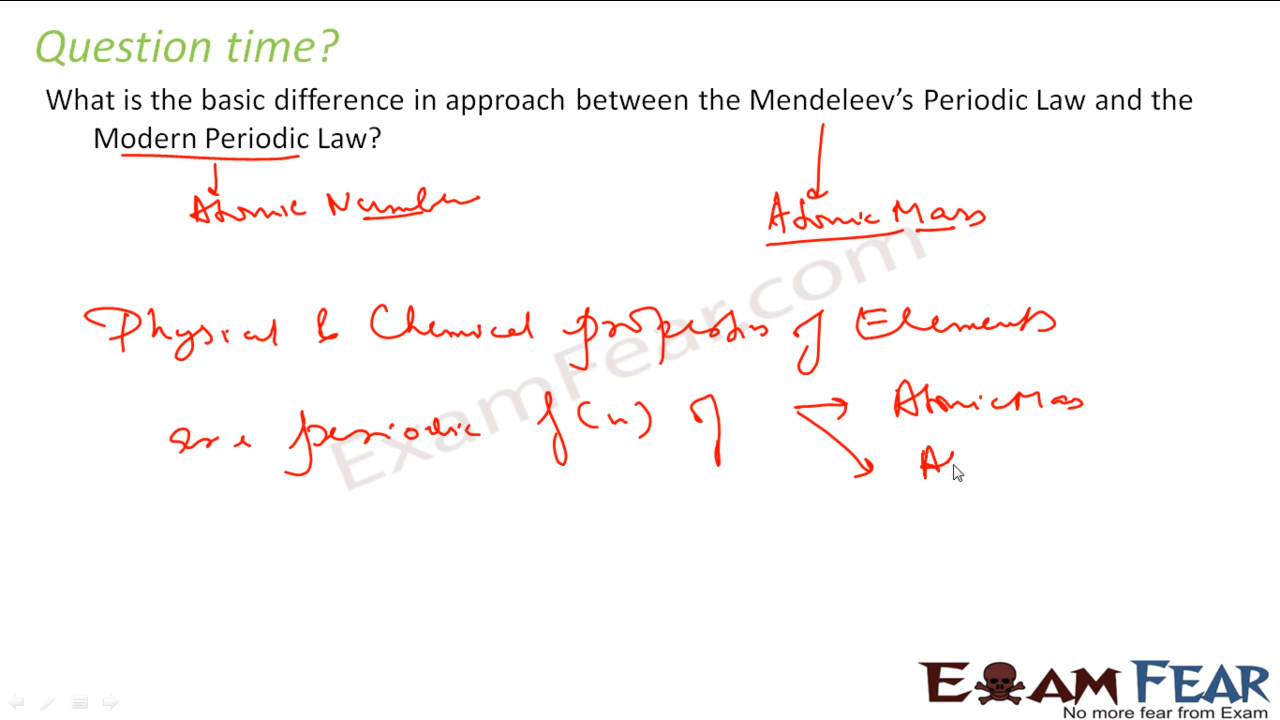 Question time?
What is the basic difference in approach between the Mendeleev's Periodic Law and the
Modern Periodic Law?
Atomic Number
Atomic Mass
Physical & Chemical properties of Elements
are periodic f(n) of → Atomic Mass
A
ExamFear.com
EXAM FEAR
No more fear from Exam